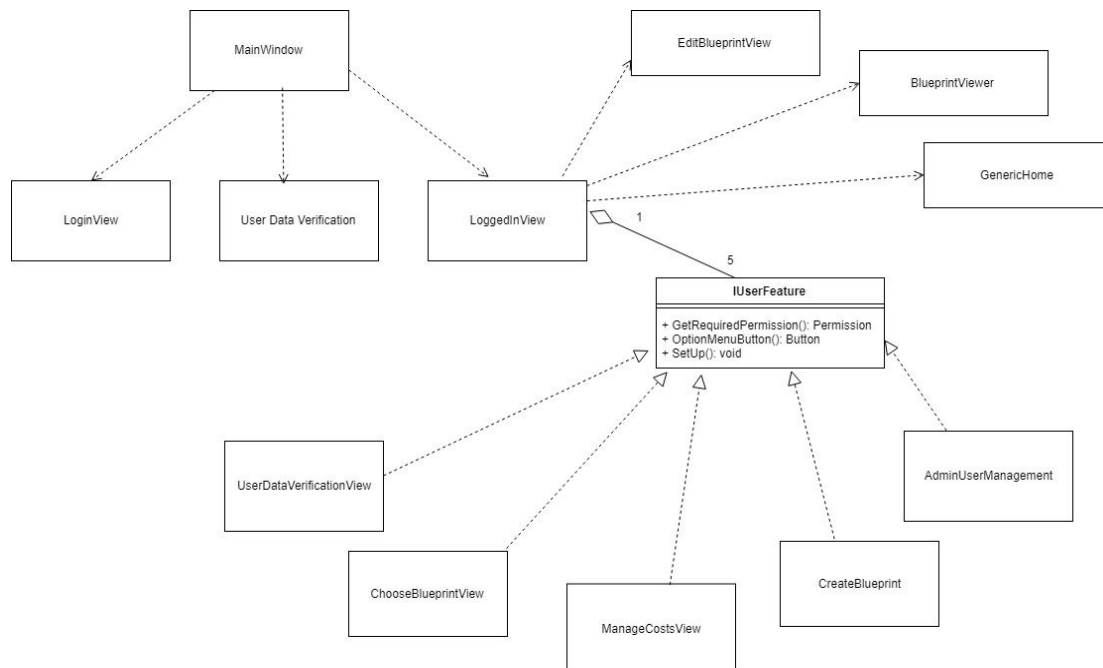 EditBlueprintView
MainWindow
BlueprintViewer
GenericHome
LoginView
User Data Verification
LoggedInView
1
5
IUserFeature
+ GetRequiredPermission(): Permission
+ OptionMenuButton(): Button
+ SetUp(): void
AdminUserManagement
UserDataVerificationView
CreateBlueprint
ChooseBlueprintView
ManageCostsView